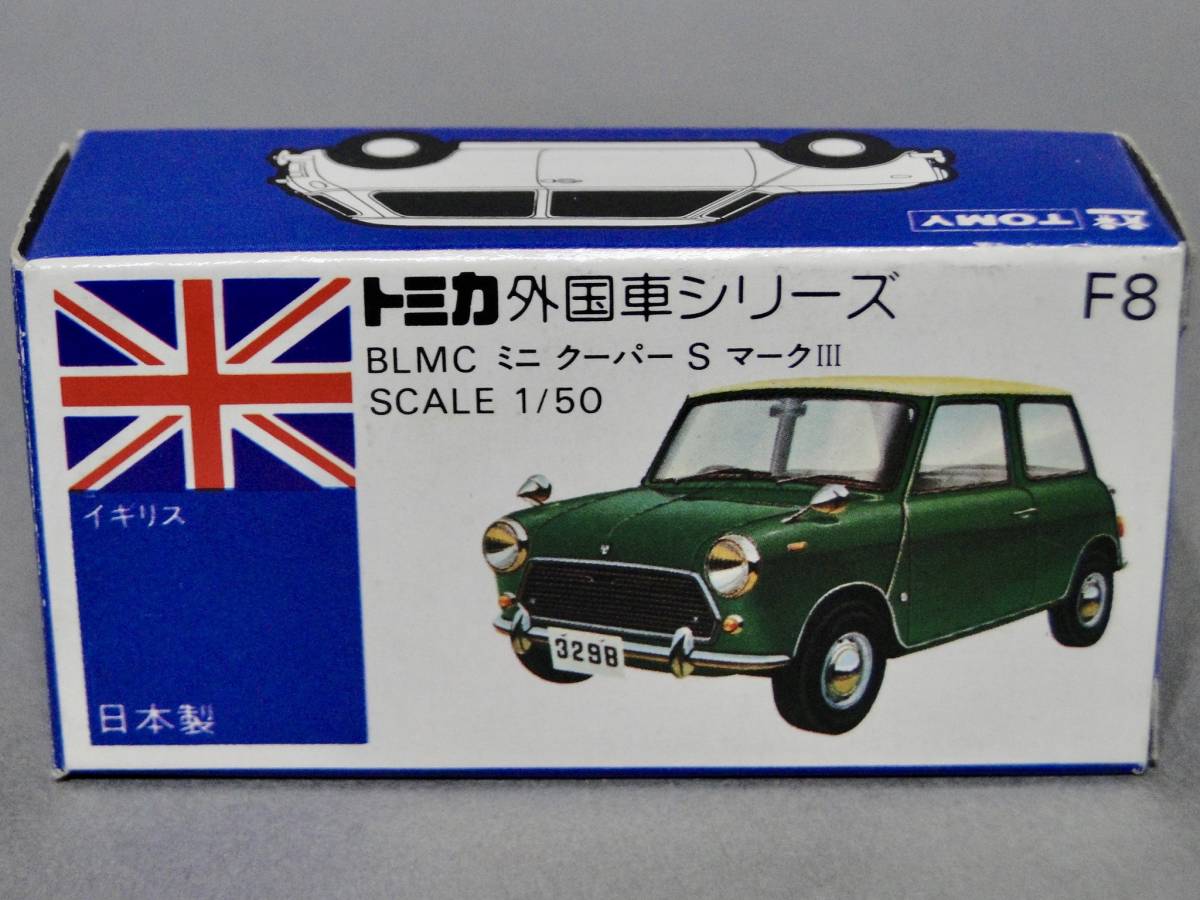 TOMY
トミカ 外国車シリーズ F8
BLMC ミニ クーパー S マークIII
SCALE 1/50
イギリス
3298
日本製